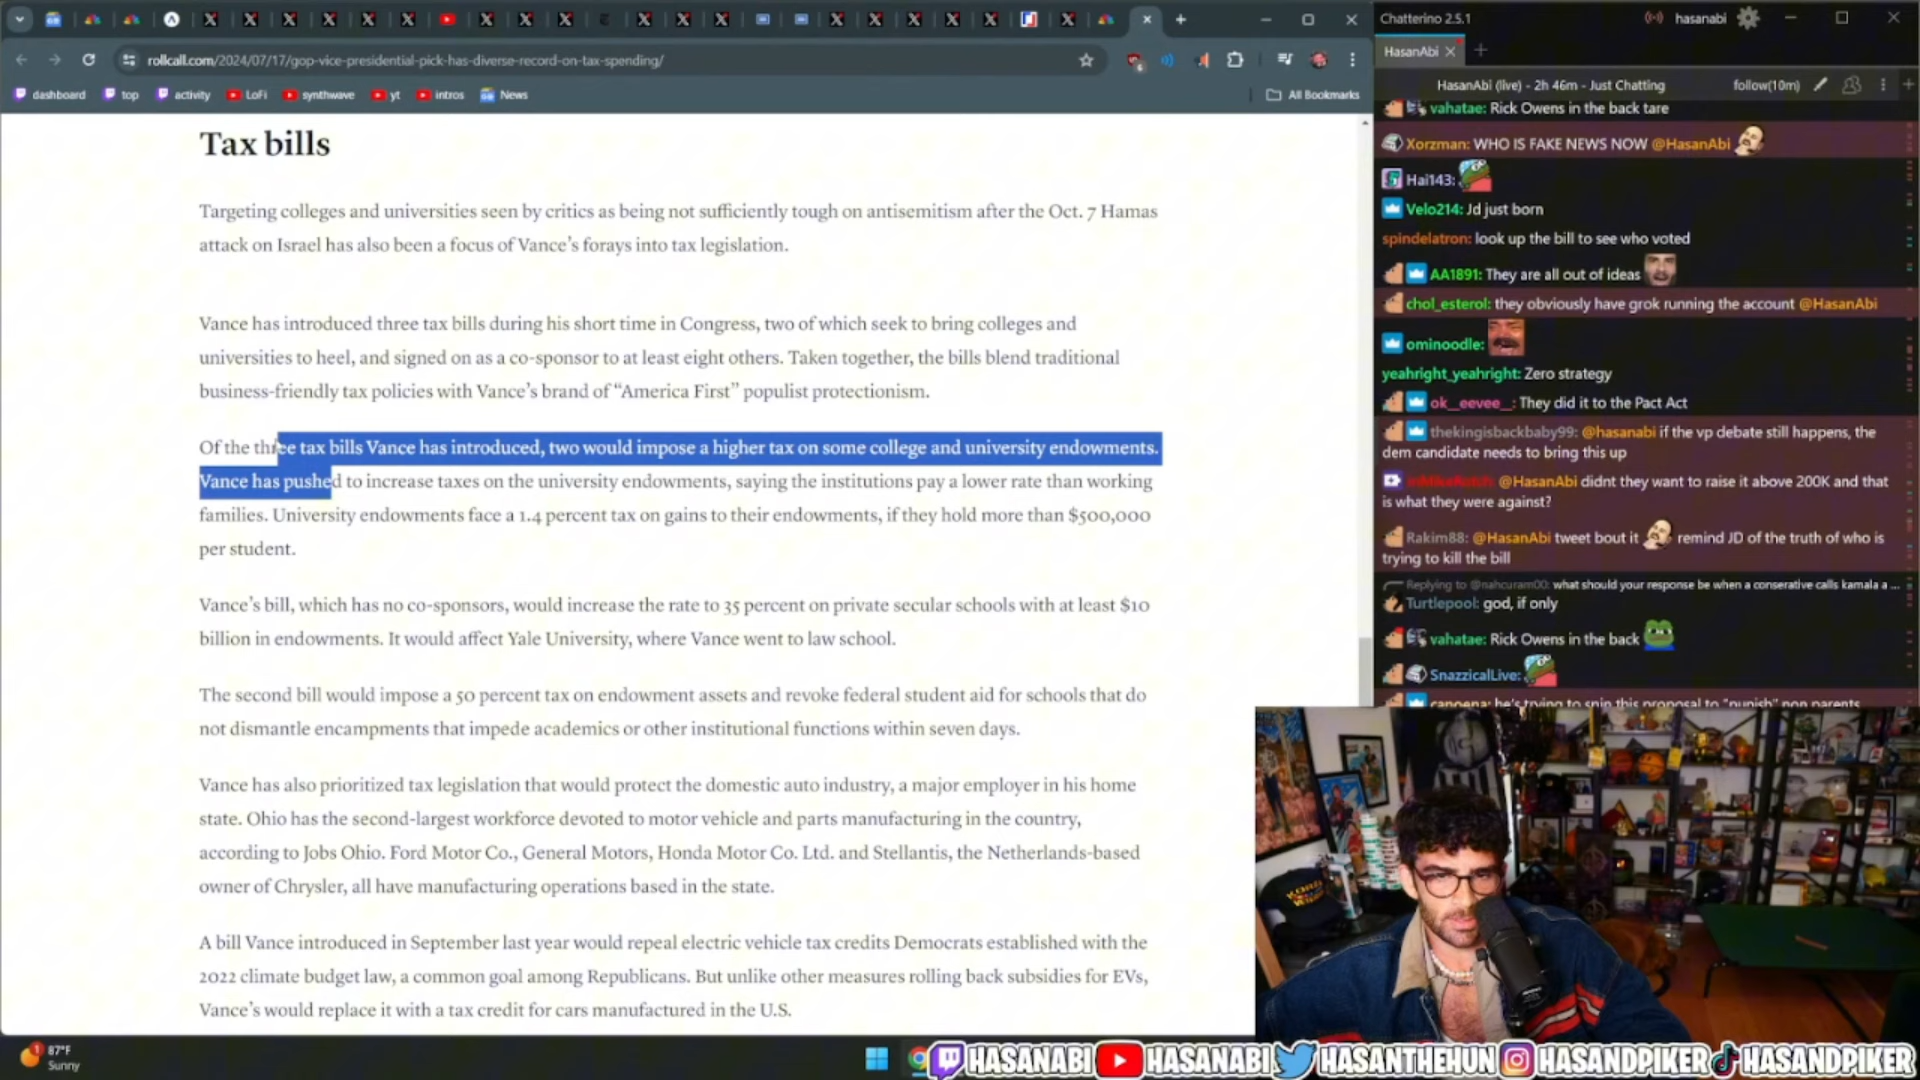 rollcall.com/2024/07/17/gop-vice-presidential-pick-has-diverse-record-on-tax-spending/
dashboard top activity LoFi synthwave yt intros News All Bookmarks
Tax bills
Targeting colleges and universities seen by critics as being not sufficiently tough on antisemitism after the Oct. 7 Hamas
attack on Israel has also been a focus of Vance’s forays into tax legislation.
Vance has introduced three tax bills during his short time in Congress, two of which seek to bring colleges and
universities to heel, and signed on as a co-sponsor to at least eight others. Taken together, the bills blend traditional
business-friendly tax policies with Vance’s brand of “America First” populist protectionism.
Of the three tax bills Vance has introduced, two would impose a higher tax on some college and university endowments.
Vance has pushed to increase taxes on the university endowments, saying the institutions pay a lower rate than working
families. University endowments face a 1.4 percent tax on gains to their endowments, if they hold more than $500,000
per student.
Vance’s bill, which has no co-sponsors, would increase the rate to 35 percent on private secular schools with at least $10
billion in endowments. It would affect Yale University, where Vance went to law school.
The second bill would impose a 50 percent tax on endowment assets and revoke federal student aid for schools that do
not dismantle encampments that impede academics or other institutional functions within seven days.
Vance has also prioritized tax legislation that would protect the domestic auto industry, a major employer in his home
state. Ohio has the second-largest workforce devoted to motor vehicle and parts manufacturing in the country,
according to Jobs Ohio. Ford Motor Co., General Motors, Honda Motor Co. Ltd. and Stellantis, the Netherlands-based
owner of Chrysler, all have manufacturing operations based in the state.
A bill Vance introduced in September last year would repeal electric vehicle tax credits Democrats established with the
2022 climate budget law, a common goal among Republicans. But unlike other measures rolling back subsidies for EVs,
Vance’s would replace it with a tax credit for cars manufactured in the U.S.
87°F
Sunny
Chatterino 2.5.1 hasanabi
HasanAbi
HasanAbi (live) - 2h 46m - Just Chatting follow(10m)
vahatae: Rick Owens in the back tare
Xorzman: WHO IS FAKE NEWS NOW @HasanAbi
Hai143:
Velo214: Jd just born
spindelatron: look up the bill to see who voted
AA1891: They are all out of ideas
chol_esterol: they obviously have grok running the account @HasanAbi
ominoodle:
yeahright_yeahright: Zero strategy
ok__eevee__: They did it to the Pact Act
thekingisbackbaby99: @hasanabi if the vp debate still happens, the
dem candidate needs to bring this up
@HasanAbi didnt they want to raise it above 200K and that
is what they were against?
Rakim88: @HasanAbi tweet bout it remind JD of the truth of who is
trying to kill the bill
Replying to @nahcuram00: what should your response be when a conserative calls kamala a ...
Turtlepool: god, if only
vahatae: Rick Owens in the back
SnazzicalLive:
canoena: he's trying to spin this proposal to "punish" non parents
HASANABI HASANABI HASANTHEHUN HASANDPIKER HASANDPIKER